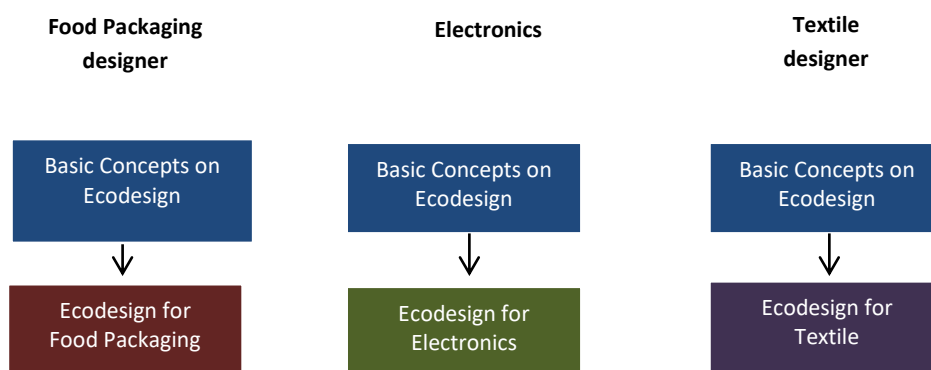 Food Packaging
designer
Electronics
Textile
designer
Basic Concepts on
Ecodesign
Basic Concepts on
Ecodesign
Basic Concepts on
Ecodesign
Ecodesign for
Food Packaging
Ecodesign for
Electronics
Ecodesign for
Textile